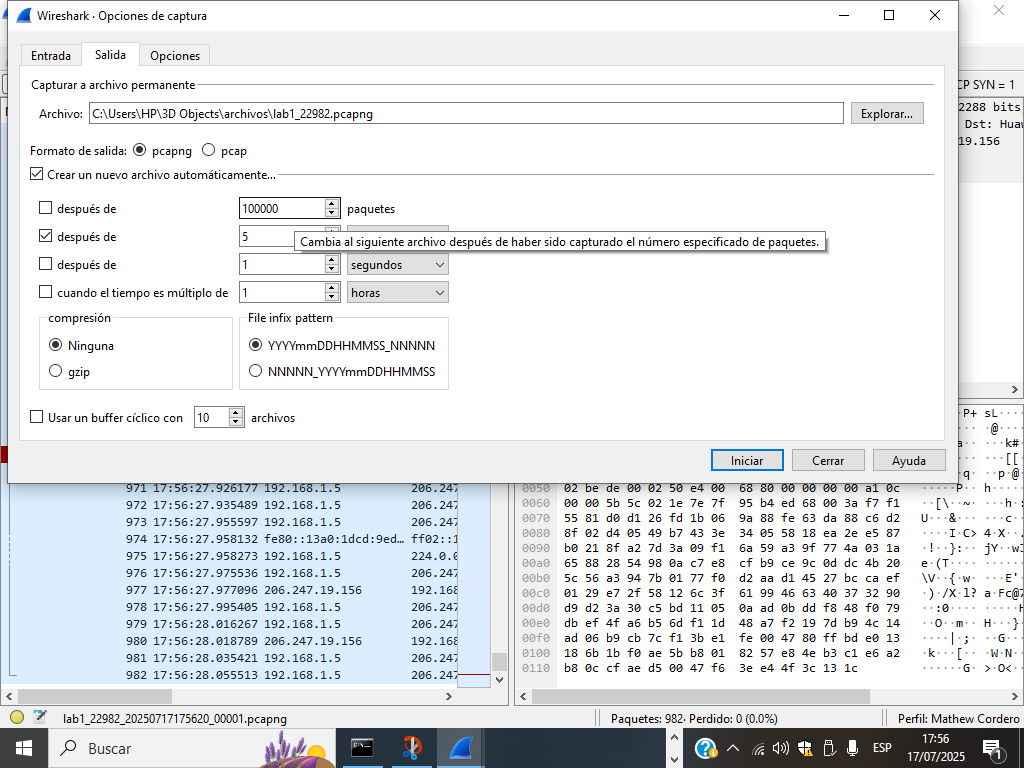 Wireshark · Opciones de captura
Entrada
Salida
Opciones
Capturar a archivo permanente
Archivo: C:\Users\HP\3D Objects\archivos\lab1_22982.pcapng Explorar...
Formato de salida: pcapng pcap
Crear un nuevo archivo automáticamente...
después de 100000 paquetes
después de 5
Cambia al siguiente archivo después de haber sido capturado el número especificado de paquetes.
después de 1 segundos
cuando el tiempo es múltiplo de 1 horas
compresión
Ninguna
gzip
File infix pattern
YYYYmmDDHHMMSS_NNNNN
NNNNN_YYYYmmDDHHMMSS
Usar un buffer cíclico con 10 archivos
Iniciar Cerrar Ayuda
CP SYN = 1
2288 bits
Dst: Huaw
19.156
971 17:56:27.926177 192.168.1.5 206.247
972 17:56:27.935489 192.168.1.5 206.247
973 17:56:27.955597 192.168.1.5 206.247
974 17:56:27.958132 fe80::13a0:1dcd:9ed… ff02::1
975 17:56:27.958273 192.168.1.5 224.0.0
976 17:56:27.975536 192.168.1.5 206.247
977 17:56:27.977096 206.247.19.156 192.168
978 17:56:27.995405 192.168.1.5 206.247
979 17:56:28.016267 192.168.1.5 206.247
980 17:56:28.018789 206.247.19.156 192.168
981 17:56:28.035421 192.168.1.5 206.247
982 17:56:28.055513 192.168.1.5 206.247
0050 02 be de 00 02 50 e4 00 68 80 00 00 00 00 a1 0c
0060 00 00 5b 5c 02 1e 7e 7f 95 b4 ed 68 00 3a f7 f1
0070 55 81 d0 d1 26 fd 1b 06 9a 88 fe 63 da 88 c6 d2
0080 8f 02 d4 05 49 b7 43 3e 34 05 58 18 ea 2e e5 87
0090 b0 21 8f a2 7d 3a 09 f1 6a 59 a3 9f 77 4a 03 1a
00a0 65 88 28 54 98 0a c7 e8 cf b9 ce 9c 0d dc 4b 20
00b0 5c 56 a3 94 7b 01 77 f0 d2 aa d1 45 27 bc ca ef
00c0 01 29 e7 2f 58 12 6c 3f 61 99 46 63 40 37 32 90
00d0 d9 d2 3a 30 c5 bd 11 05 0a ad 0b dd f8 48 f0 79
00e0 db ef 4f a6 b5 6d f1 1d 48 a7 f2 19 7d b9 4c 14
00f0 ad 06 b9 cb 7c f1 3b e1 fe 00 47 80 ff bd e0 13
0100 18 6b 1b f0 ae 5b b8 01 82 57 e8 4e b3 c1 e6 a2
0110 b8 0c cf ae d5 00 47 f6 3e e4 4f 3c 13 1c
lab1_22982_20250717175620_00001.pcapng
Paquetes: 982 · Perdido: 0 (0.0%)
Perfil: Mathew Cordero
Buscar
ESP
17:56
17/07/2025
1